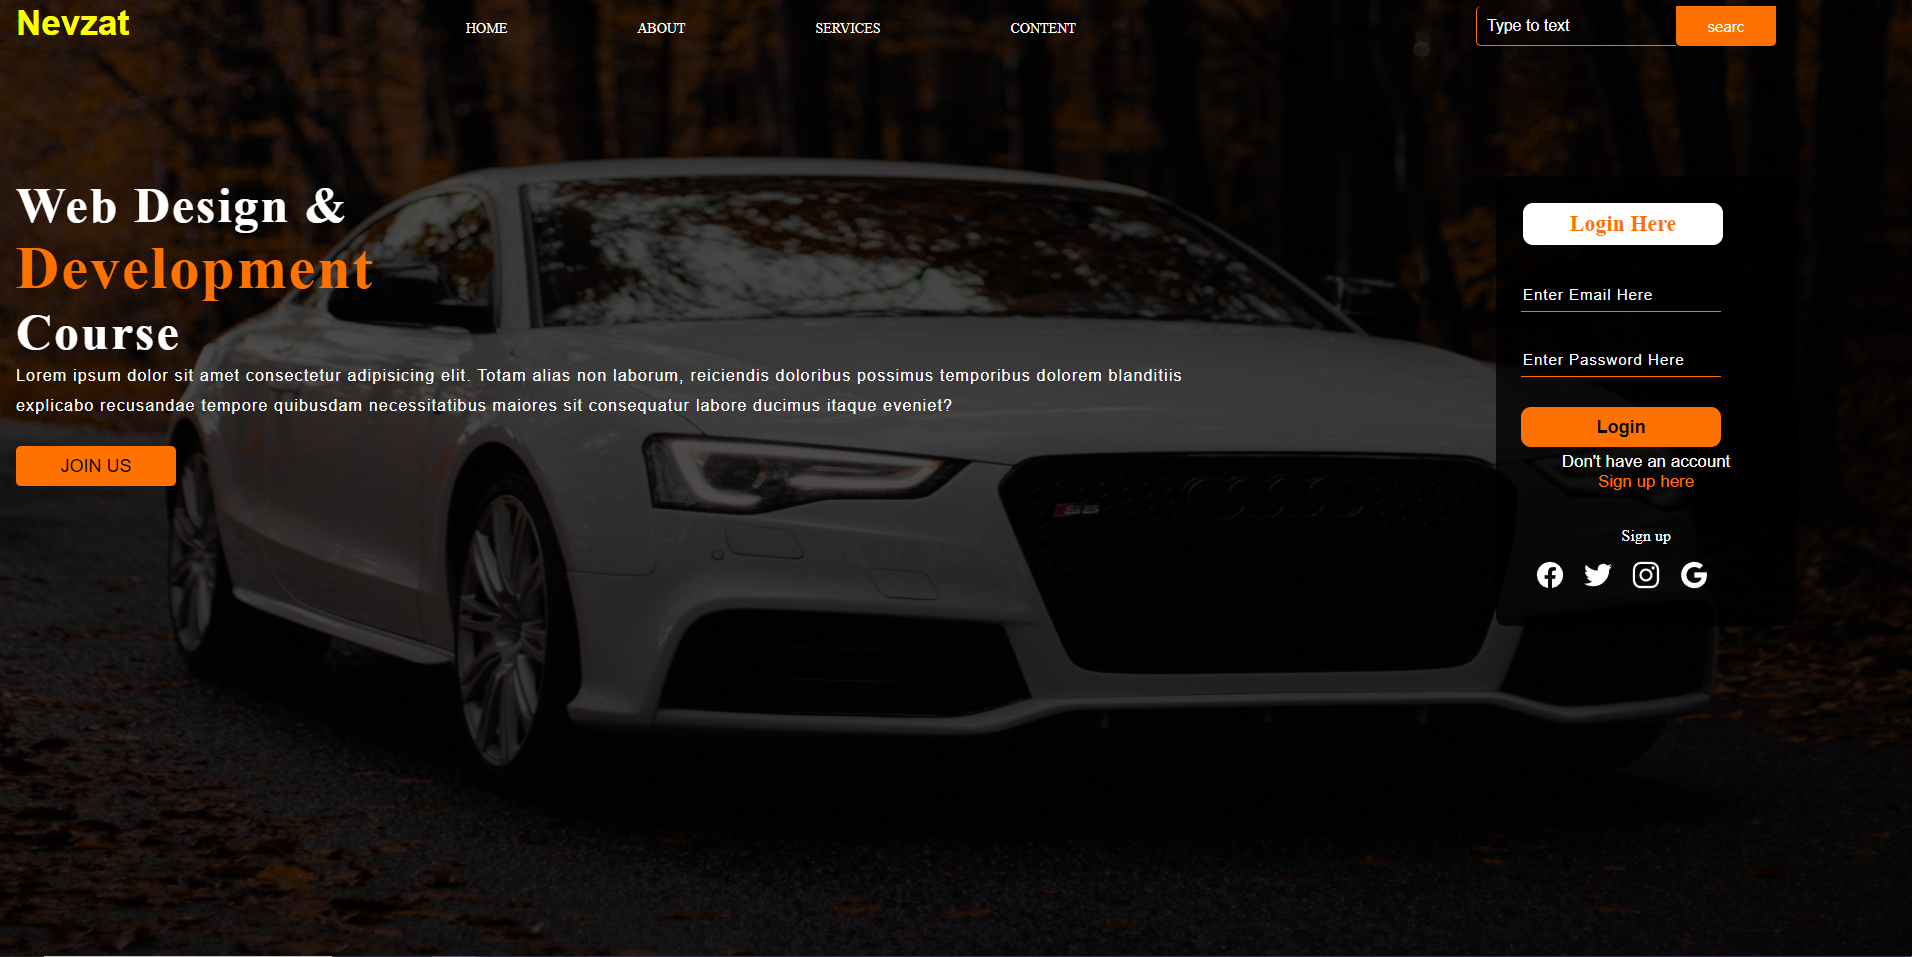 Nevzat
HOME
ABOUT
SERVICES
CONTENT
Type to text
searc
Web Design &
Development
Course
Lorem ipsum dolor sit amet consectetur adipisicing elit. Totam alias non laborum, reiciendis doloribus possimus temporibus dolorem blanditiis
explicabo recusandae tempore quibusdam necessitatibus maiores sit consequatur labore ducimus itaque eveniet?
JOIN US
Login Here
Enter Email Here
Enter Password Here
Login
Don't have an account
Sign up here
Sign up
S5